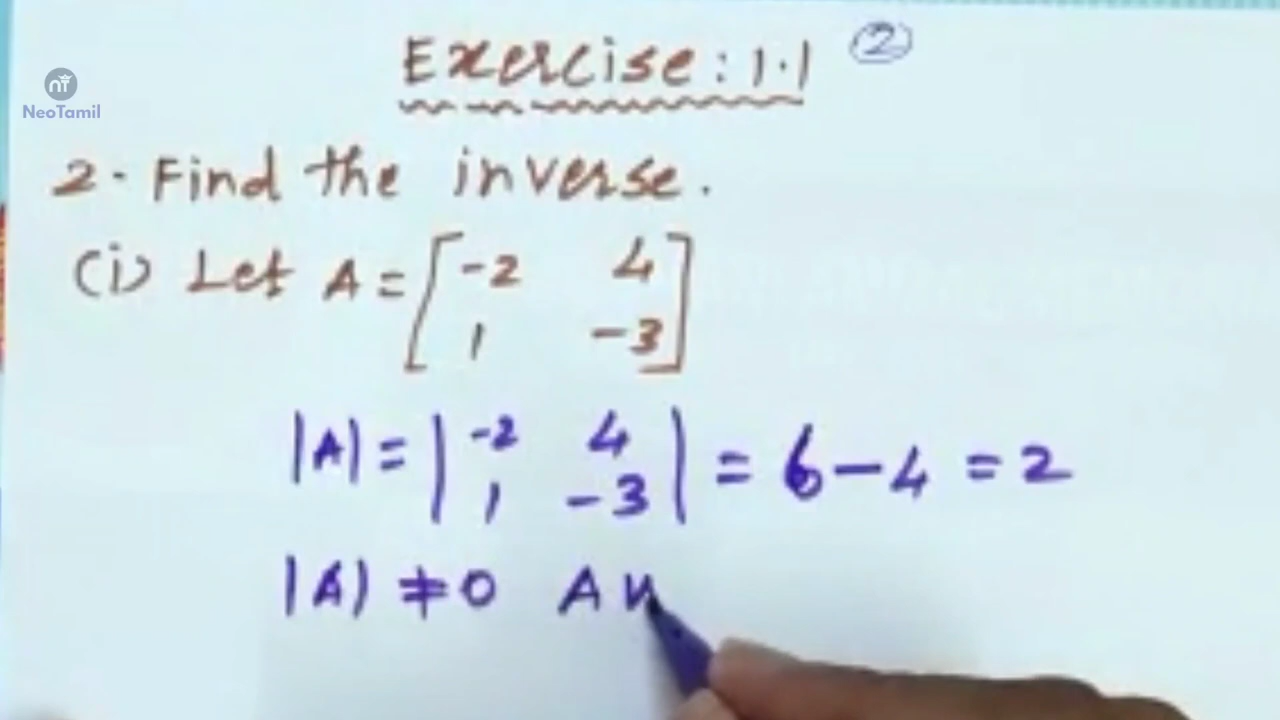 Exercise: 1.1 (2)
NeoTamil
2. Find the inverse.
(i) Let A = [ -2 4
1 -3 ]
|A| = | -2 4
1 -3 | = 6 - 4 = 2
|A| ≠ 0 A